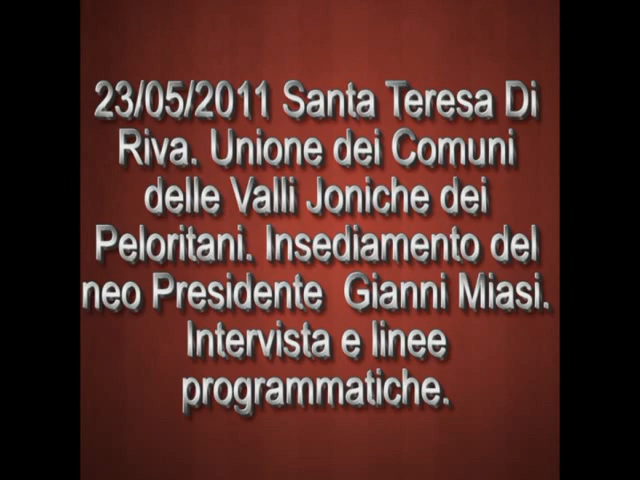 23/05/2011 Santa Teresa Di
Riva. Unione dei Comuni
delle Valli Joniche dei
Peloritani. Insediamento del
neo Presidente  Gianni Miasi.
Intervista e linee
programmatiche.